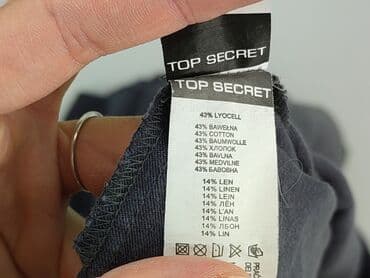 TOP SECRET
TOP SECRET
43% LYOCELL
43% BAWEŁNA
43% COTTON
43% BAUMWOLLE
43% ХЛОПОК
43% BAVLNA
43% MEDVILNE
43% БАВОВНА
14% LEN
14% LINEN
14% LEIN
14% ЛЁН
14% L'AN
14% LINAS
14% ЛЬОН
14% LIN